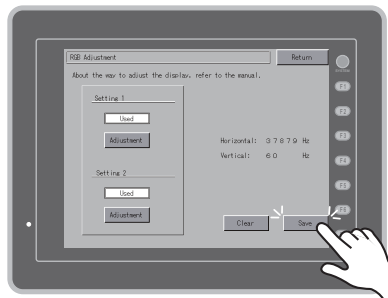 RGB Adjustment
Return
About the way to adjust the display, refer to the manual.
Setting 1
Used
Adjustment
Setting 2
Used
Adjustment
Horizontal: 37879 Hz
Vertical: 60 Hz
Clear
Save
SYSTEM
F1
F2
F3
F4
F5
F6